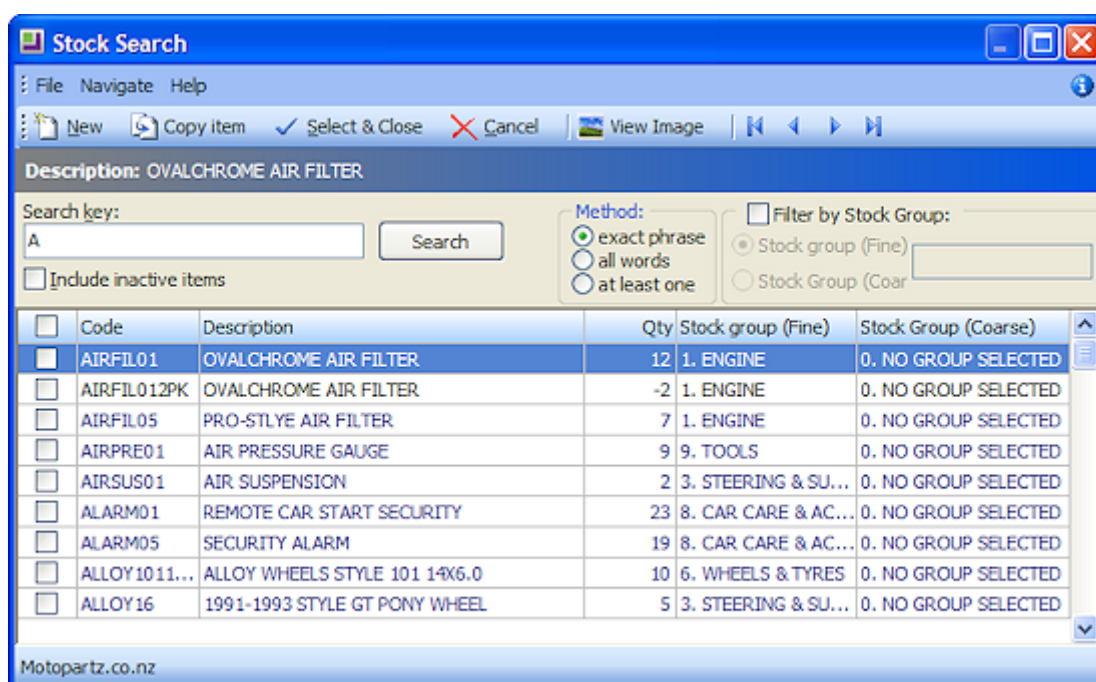 Stock Search
File Navigate Help
New Copy item Select & Close Cancel View Image
Description: OVALCHROME AIR FILTER
Search key:
A
Search
Include inactive items
Method:
exact phrase
all words
at least one
Filter by Stock Group:
Stock group (Fine)
Stock Group (Coar
Code Description Qty Stock group (Fine) Stock Group (Coarse)
AIRFIL01 OVALCHROME AIR FILTER 12 1. ENGINE 0. NO GROUP SELECTED
AIRFIL012PK OVALCHROME AIR FILTER -2 1. ENGINE 0. NO GROUP SELECTED
AIRFIL05 PRO-STLYE AIR FILTER 7 1. ENGINE 0. NO GROUP SELECTED
AIRPRE01 AIR PRESSURE GAUGE 9 9. TOOLS 0. NO GROUP SELECTED
AIRSUS01 AIR SUSPENSION 2 3. STEERING & SU... 0. NO GROUP SELECTED
ALARM01 REMOTE CAR START SECURITY 23 8. CAR CARE & AC... 0. NO GROUP SELECTED
ALARM05 SECURITY ALARM 19 8. CAR CARE & AC... 0. NO GROUP SELECTED
ALLOY1011... ALLOY WHEELS STYLE 101 14X6.0 10 6. WHEELS & TYRES 0. NO GROUP SELECTED
ALLOY16 1991-1993 STYLE GT PONY WHEEL 5 3. STEERING & SU... 0. NO GROUP SELECTED
Motopartz.co.nz